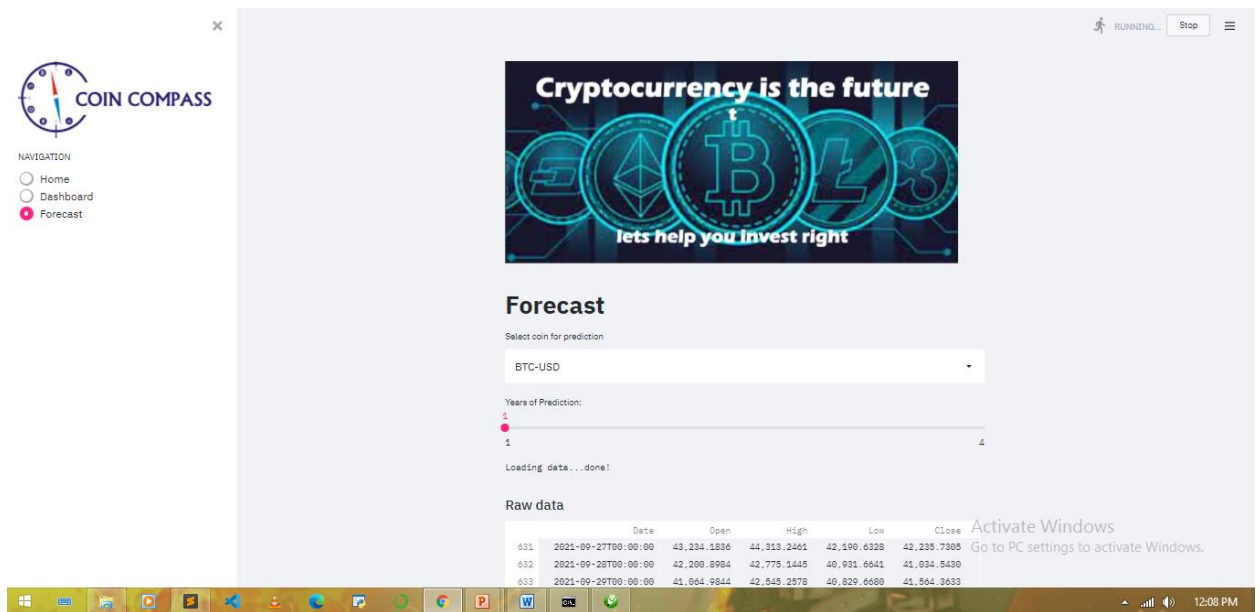 RUNNING...
Stop
COIN COMPASS
NAVIGATION
Home
Dashboard
Forecast
Cryptocurrency is the future
t
lets help you invest right
Forecast
Select coin for prediction
BTC-USD
Years of Prediction:
1
1 4
Loading data...done!
Raw data
Date Open High Low Close
631 2021-09-27T00:00:00 43,234.1836 44,313.2461 42,190.6328 42,235.7305
632 2021-09-28T00:00:00 42,200.8984 42,775.1445 40,931.6641 41,034.5430
633 2021-09-29T00:00:00 41,064.9844 42,545.2578 40,829.6680 41,564.3633
Activate Windows
Go to PC settings to activate Windows.
12:08 PM